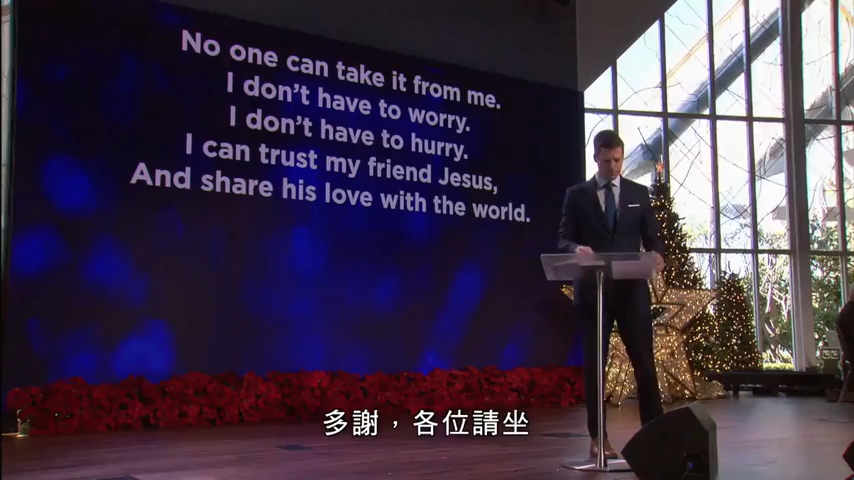 No one can take it from me.
I don't have to worry.
I don't have to hurry.
I can trust my friend Jesus,
And share his love with the world.
多謝，各位請坐